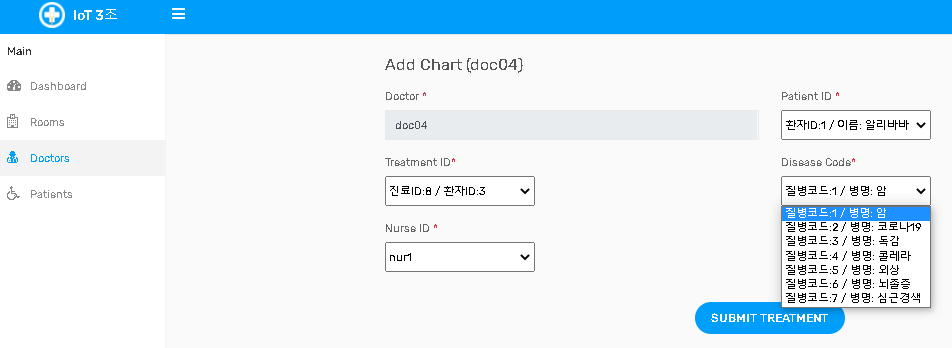 IoT 3조
Main
Dashboard
Rooms
Doctors
Patients
Add Chart (doc04)
Doctor *
doc04
Patient ID *
환자ID:1 / 이름: 알리바바
Treatment ID*
진료ID:8 / 환자ID:3
Disease Code*
질병코드:1 / 병명: 암
질병코드:1 / 병명: 암
질병코드:2 / 병명: 코로나19
질병코드:3 / 병명: 독감
질병코드:4 / 병명: 콜레라
질병코드:5 / 병명: 외상
질병코드:6 / 병명: 뇌졸증
질병코드:7 / 병명: 심근경색
Nurse ID *
nur1
SUBMIT TREATMENT